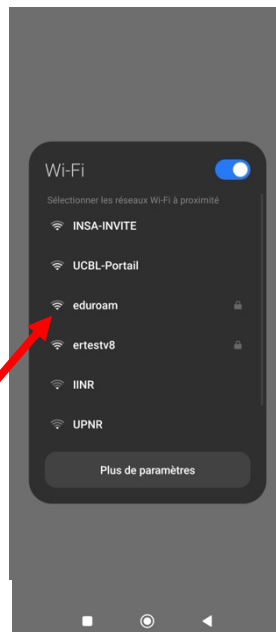 Wi-Fi
Sélectionner les réseaux Wi-Fi à proximité
INSA-INVITE
UCBL-Portail
eduroam
ertestv8
IINR
UPNR
Plus de paramètres